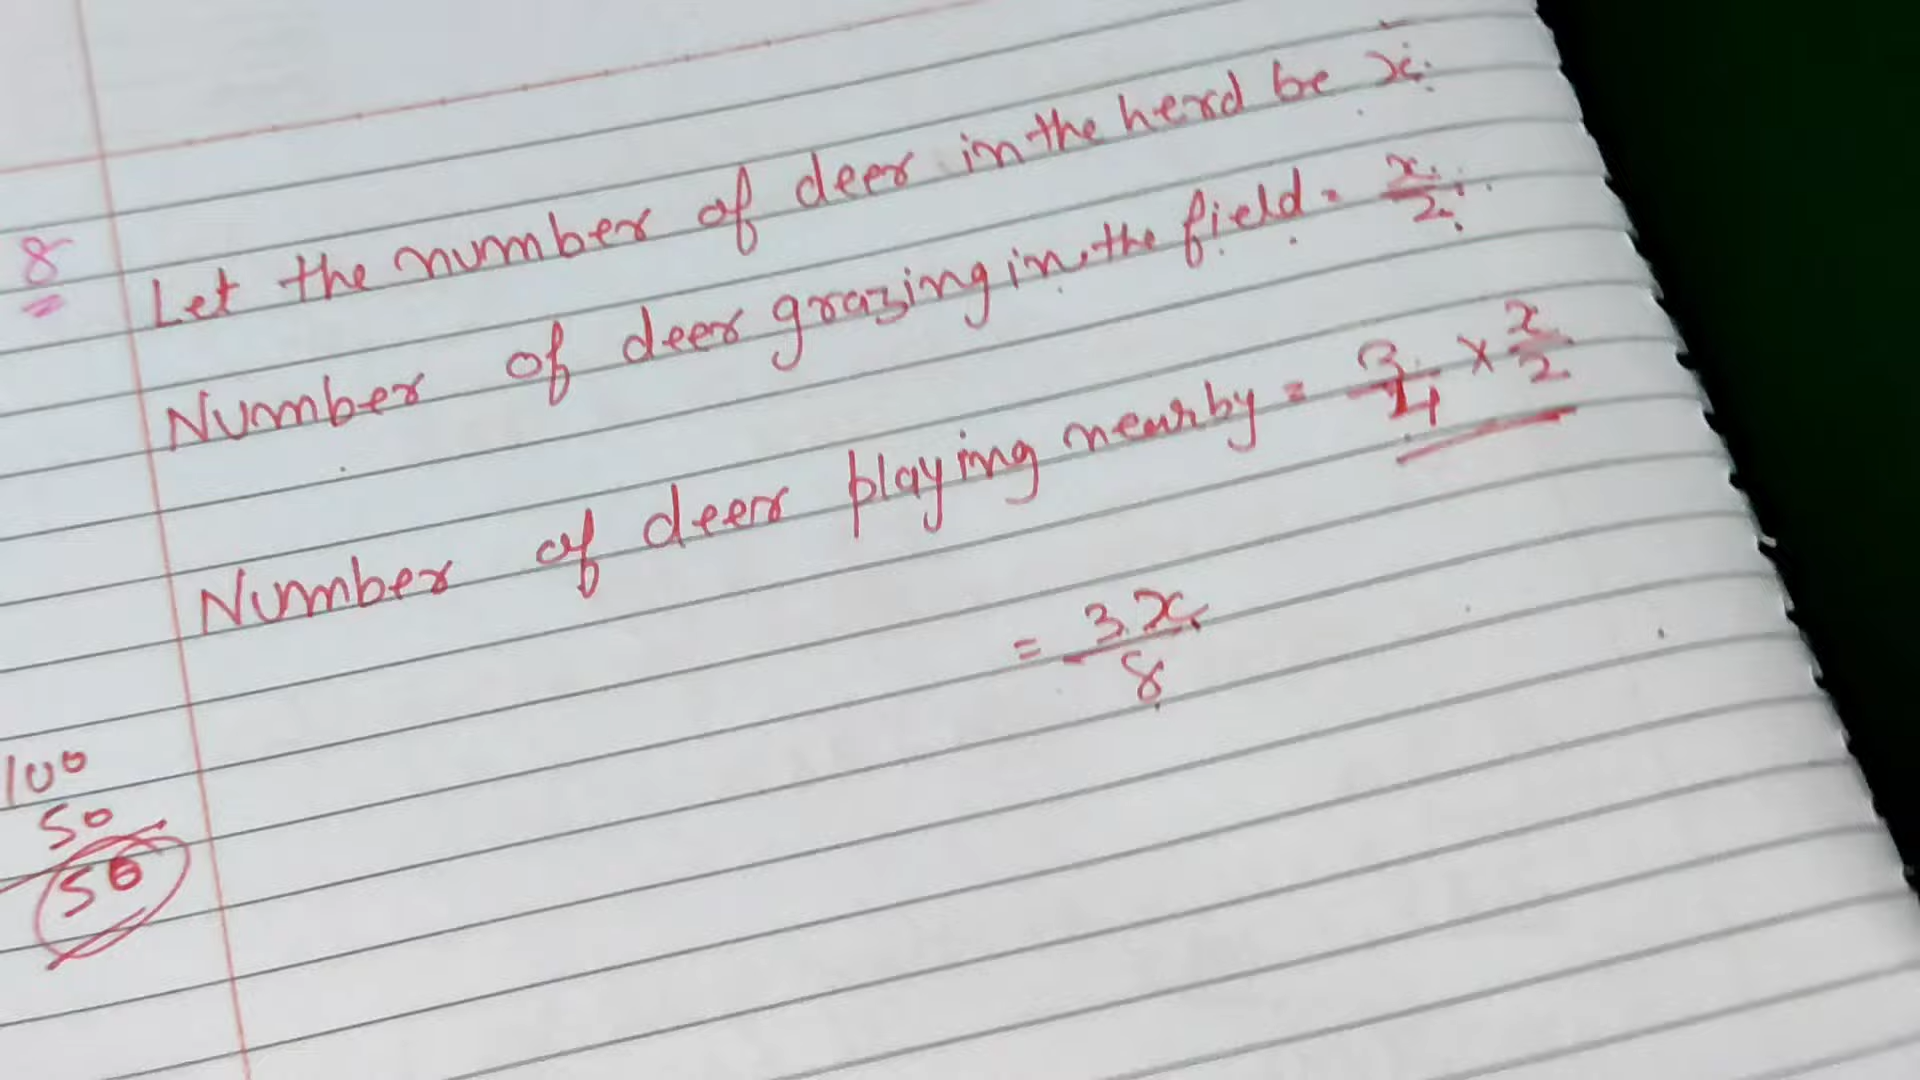 8 Let the number of deer in the herd be x.
Number of deer grazing in the field = x/2
Number of deer playing nearby = 3/4 × x/2
= 3x/8
100
50
50